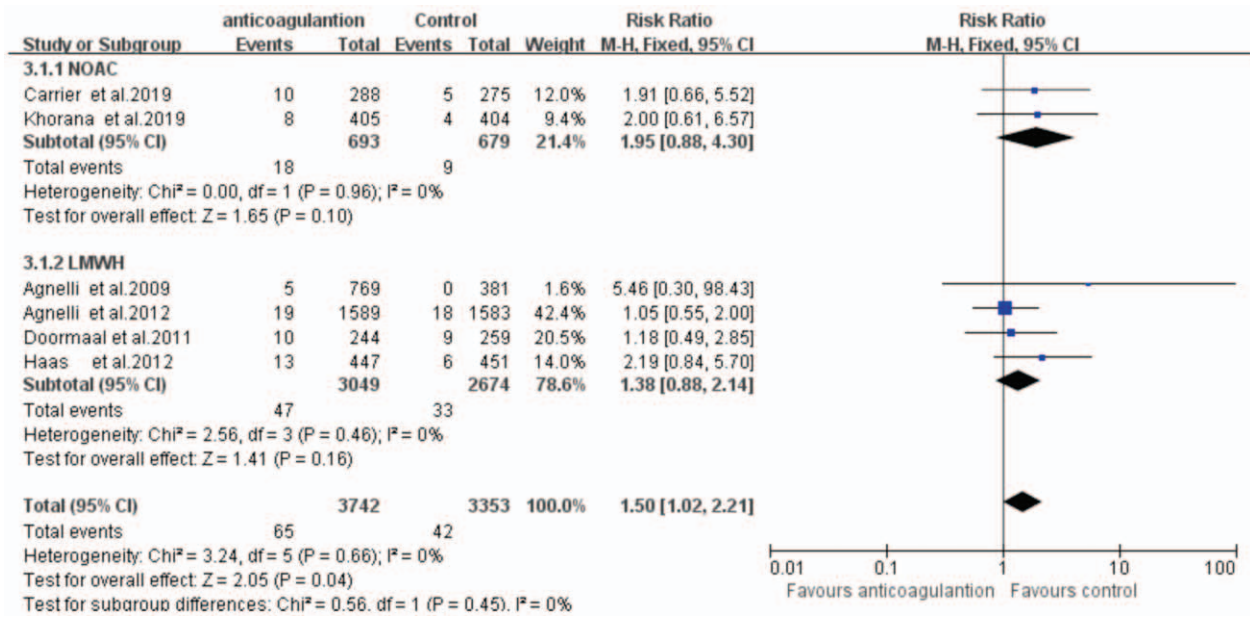 anticoagulantion Control Risk Ratio Risk Ratio
Study or Subgroup Events Total Events Total Weight M-H, Fixed, 95% CI M-H, Fixed, 95% CI
3.1.1 NOAC
Carrier et al.2019 10 288 5 275 12.0% 1.91 [0.66, 5.52]
Khorana et al.2019 8 405 4 404 9.4% 2.00 [0.61, 6.57]
Subtotal (95% CI) 693 679 21.4% 1.95 [0.88, 4.30]
Total events 18 9
Heterogeneity: Chi² = 0.00, df = 1 (P = 0.96); I² = 0%
Test for overall effect: Z = 1.65 (P = 0.10)
3.1.2 LMWH
Agnelli et al.2009 5 769 0 381 1.6% 5.46 [0.30, 98.43]
Agnelli et al.2012 19 1589 18 1583 42.4% 1.05 [0.55, 2.00]
Doormaal et al.2011 10 244 9 259 20.5% 1.18 [0.49, 2.85]
Haas et al.2012 13 447 6 451 14.0% 2.19 [0.84, 5.70]
Subtotal (95% CI) 3049 2674 78.6% 1.38 [0.88, 2.14]
Total events 47 33
Heterogeneity: Chi² = 2.56, df = 3 (P = 0.46); I² = 0%
Test for overall effect: Z = 1.41 (P = 0.16)
Total (95% CI) 3742 3353 100.0% 1.50 [1.02, 2.21]
Total events 65 42
Heterogeneity: Chi² = 3.24, df = 5 (P = 0.66); I² = 0%
Test for overall effect: Z = 2.05 (P = 0.04)
Test for subgroup differences: Chi² = 0.56, df = 1 (P = 0.45), I² = 0%
0.01 0.1 1 10 100
Favours anticoagulantion Favours control